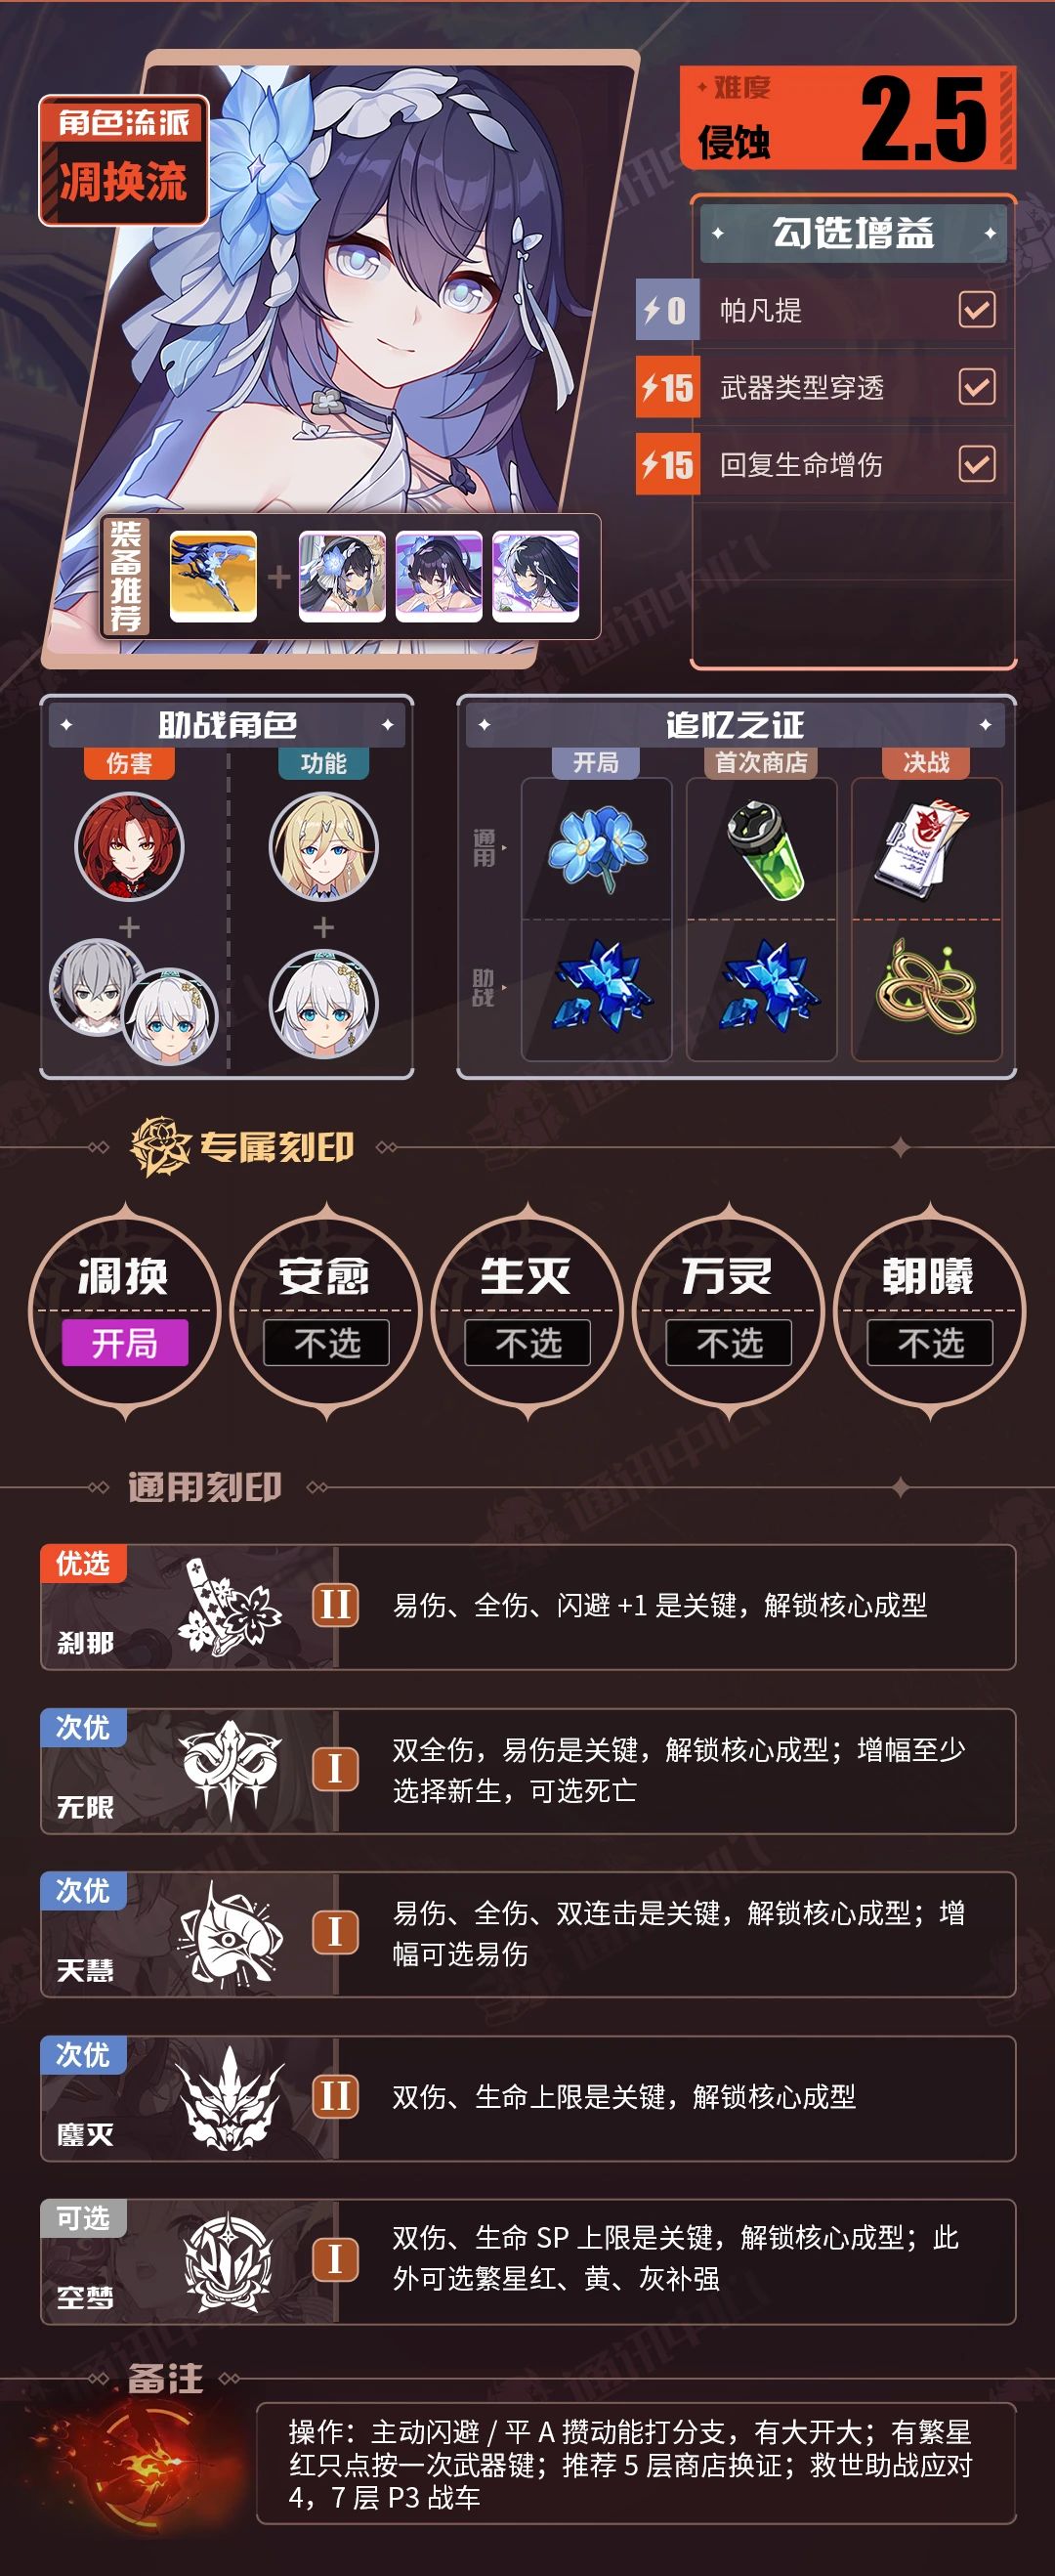 角色流派
凋换流
难度
侵蚀
2.5
勾选增益
0
帕凡提
15
武器类型穿透
15
回复生命增伤
装备推荐
助战角色
伤害
功能
追忆之证
开局
首次商店
决战
通用
助战
专属刻印
凋换
开局
安愈
不选
生灭
不选
万灵
不选
朝曦
不选
通用刻印
优选
刹那
II
易伤、全伤、闪避 +1 是关键，解锁核心成型
次优
无限
I
双全伤，易伤是关键，解锁核心成型；增幅至少
选择新生，可选死亡
次优
天慧
I
易伤、全伤、双连击是关键，解锁核心成型；增
幅可选易伤
次优
鏖灭
II
双伤、生命上限是关键，解锁核心成型
可选
空梦
I
双伤、生命 SP 上限是关键，解锁核心成型；此
外可选繁星红、黄、灰补强
备注
操作：主动闪避 / 平 A 攒动能打分支，有大开大；有繁星
红只点按一次武器键；推荐 5 层商店换证；救世助战应对
4，7 层 P3 战车
通讯中心